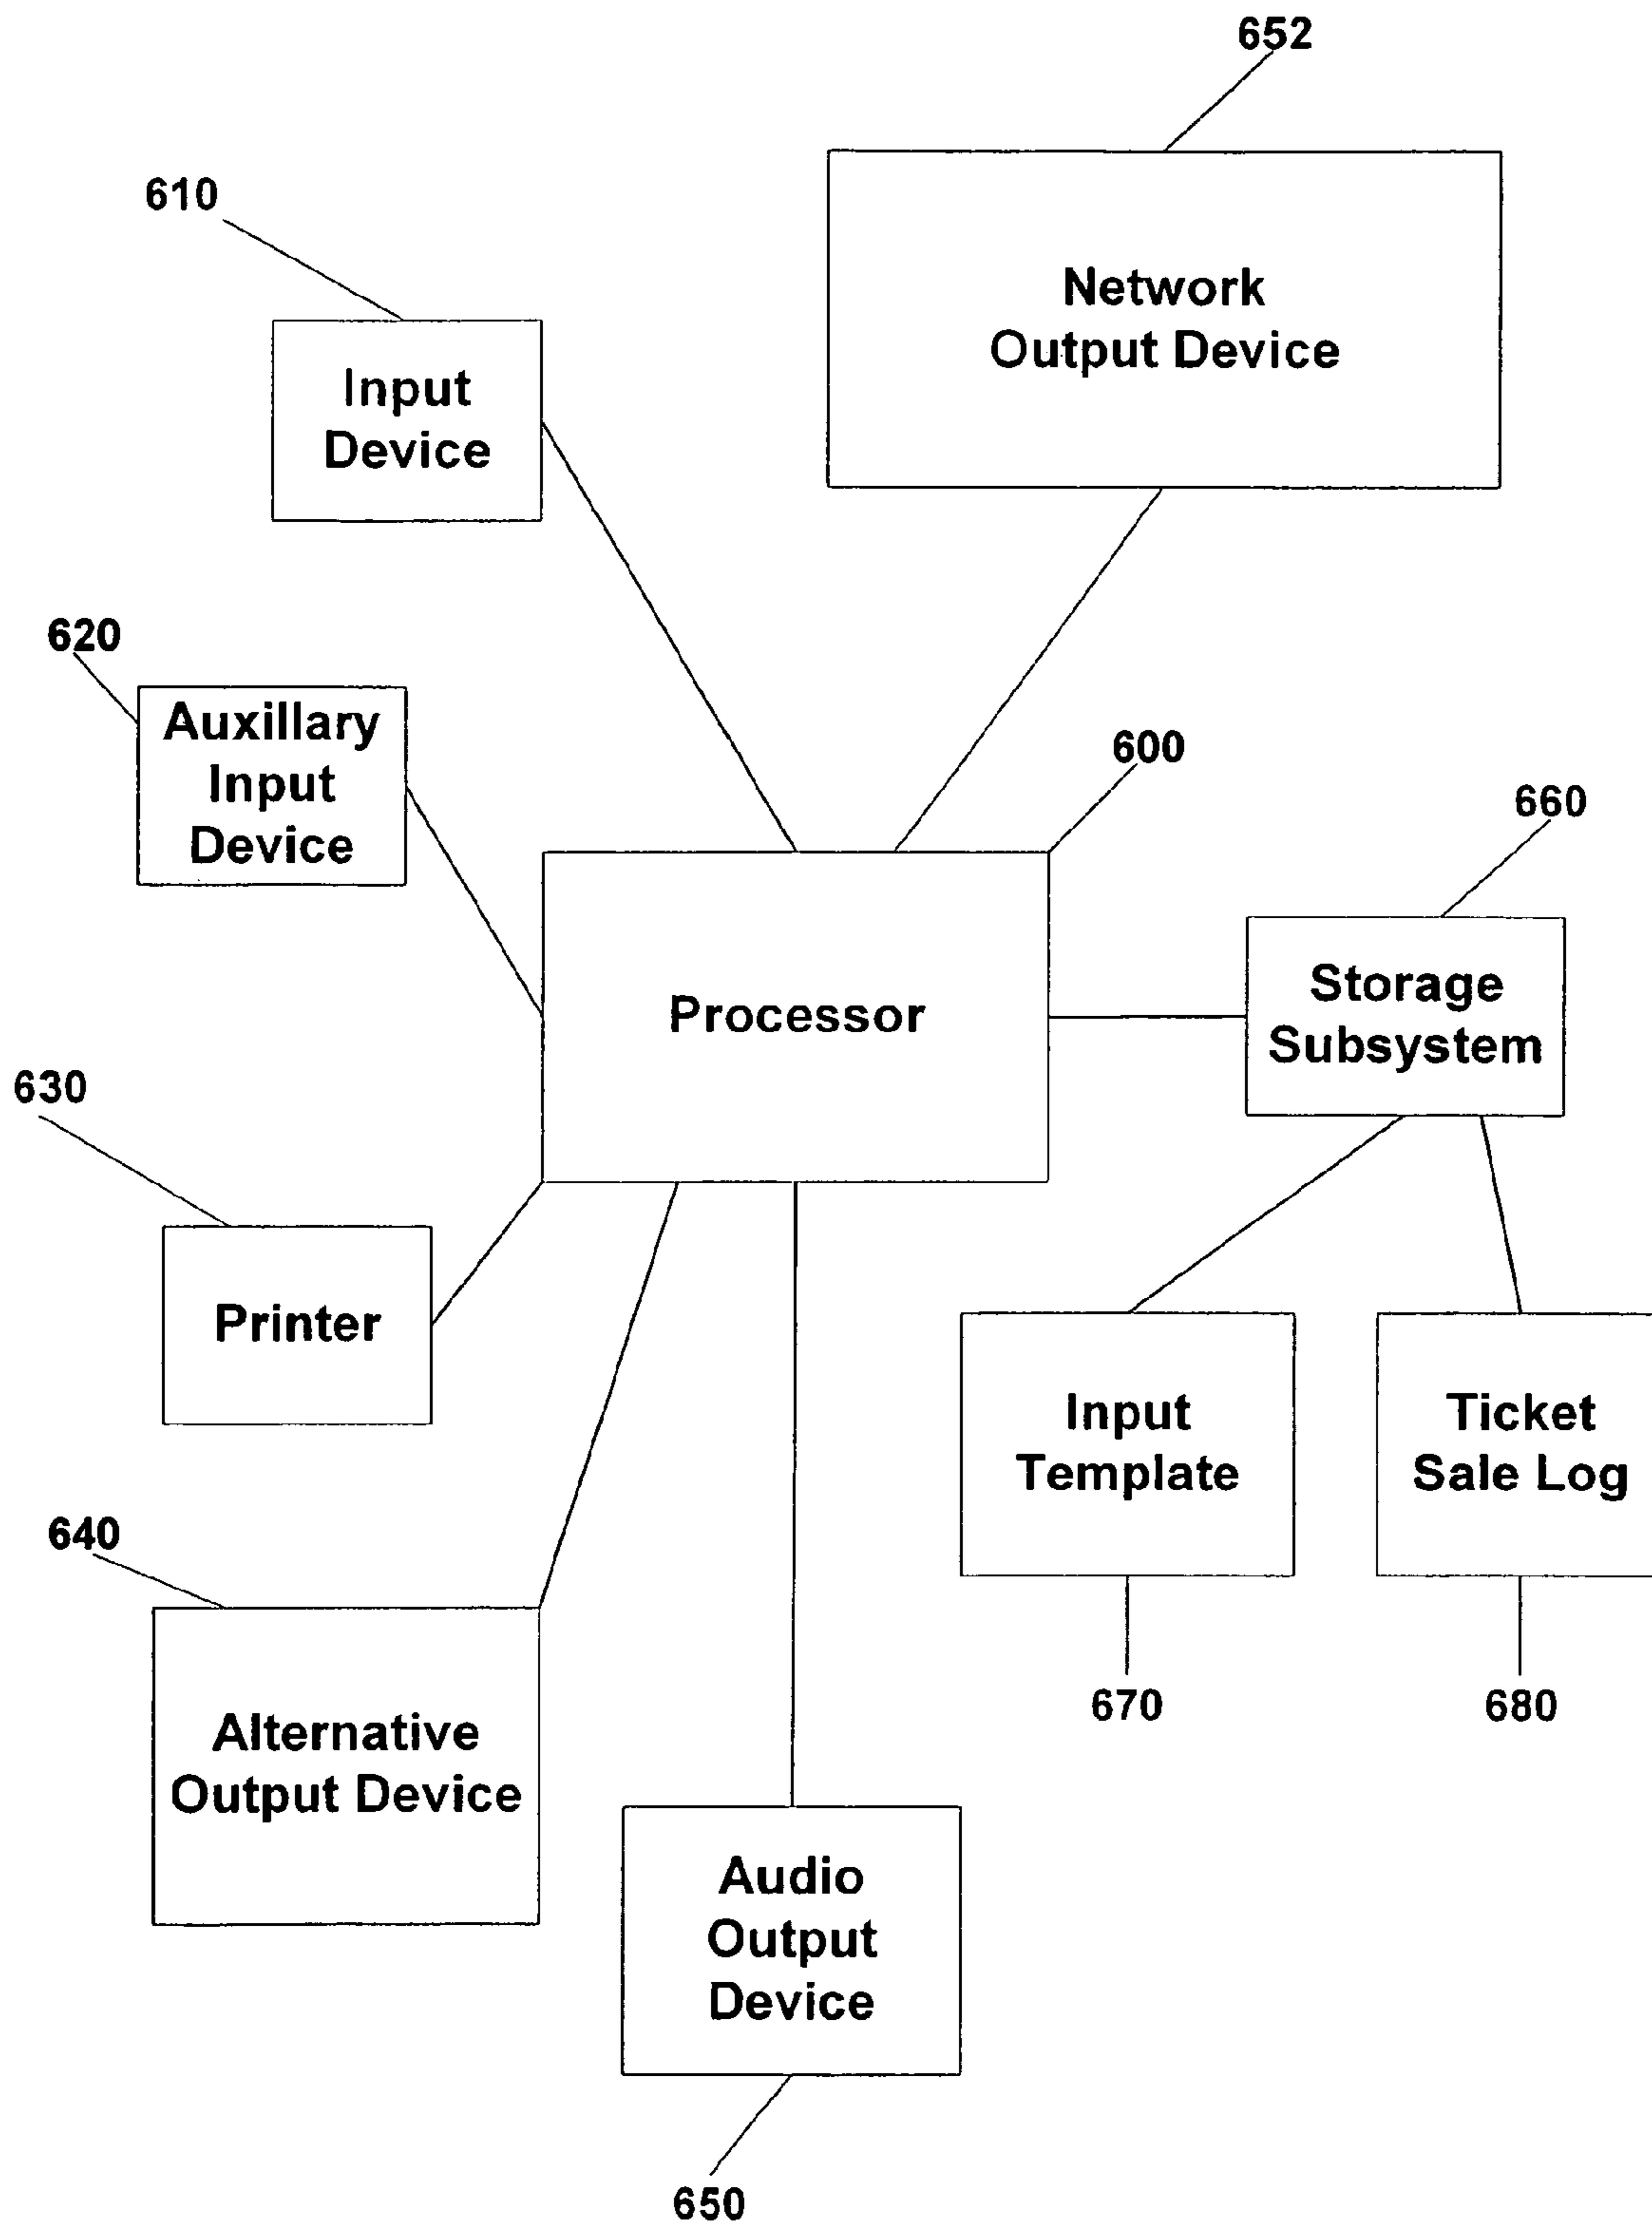 652
610
Network
Output Device
Input
Device
620
Auxillary
Input
Device
600
660
Processor
Storage
Subsystem
630
Printer
Input
Template
Ticket
Sale Log
640
670
680
Alternative
Output Device
Audio
Output
Device
650